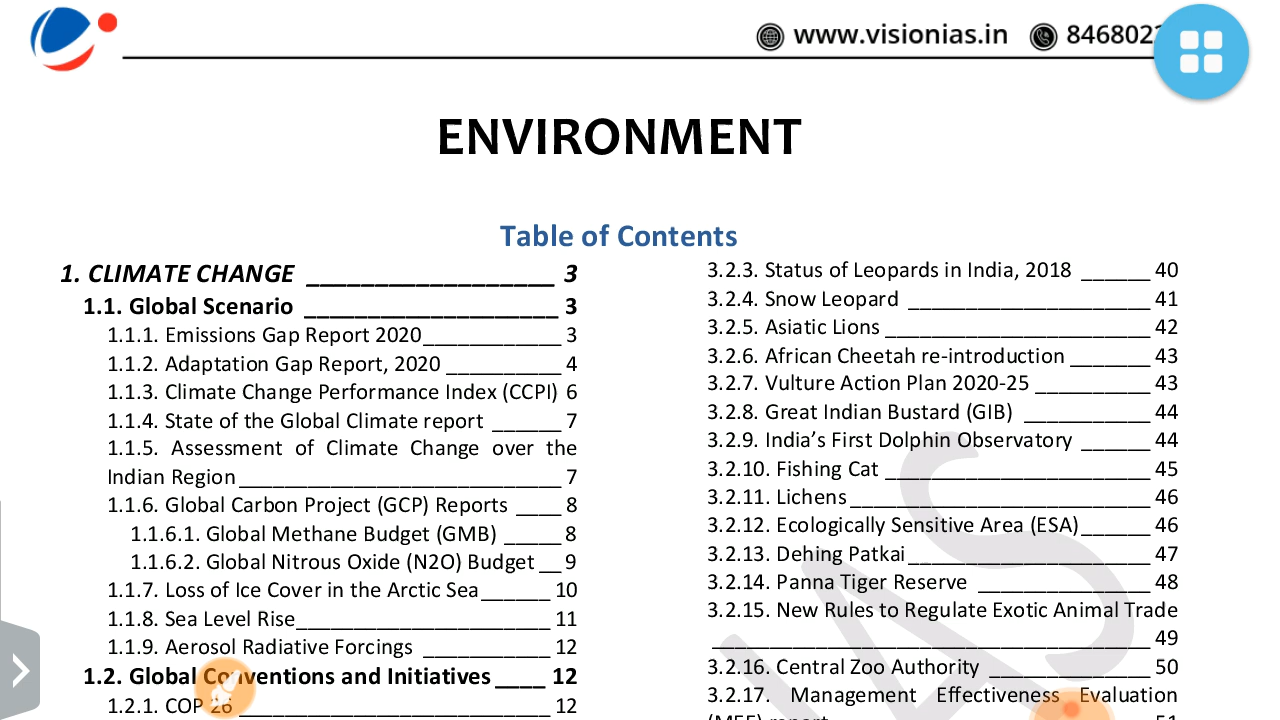 www.visionias.in
ENVIRONMENT
Table of Contents
1. CLIMATE CHANGE ___________________ 3
1.1. Global Scenario ____________________ 3
1.1.1. Emissions Gap Report 2020____________ 3
1.1.2. Adaptation Gap Report, 2020 __________ 4
1.1.3. Climate Change Performance Index (CCPI) 6
1.1.4. State of the Global Climate report ______ 7
1.1.5. Assessment of Climate Change over the
Indian Region____________________________ 7
1.1.6. Global Carbon Project (GCP) Reports ____ 8
1.1.6.1. Global Methane Budget (GMB) _____ 8
1.1.6.2. Global Nitrous Oxide (N2O) Budget __ 9
1.1.7. Loss of Ice Cover in the Arctic Sea______ 10
1.1.8. Sea Level Rise______________________ 11
1.1.9. Aerosol Radiative Forcings ___________ 12
1.2. Global Conventions and Initiatives ____ 12
1.2.1. COP 26 ___________________________ 12
3.2.3. Status of Leopards in India, 2018 ______ 40
3.2.4. Snow Leopard _____________________ 41
3.2.5. Asiatic Lions _______________________ 42
3.2.6. African Cheetah re-introduction _______ 43
3.2.7. Vulture Action Plan 2020-25 __________ 43
3.2.8. Great Indian Bustard (GIB) ___________ 44
3.2.9. India’s First Dolphin Observatory ______ 44
3.2.10. Fishing Cat _______________________ 45
3.2.11. Lichens __________________________ 46
3.2.12. Ecologically Sensitive Area (ESA)______ 46
3.2.13. Dehing Patkai_____________________ 47
3.2.14. Panna Tiger Reserve _______________ 48
3.2.15. New Rules to Regulate Exotic Animal Trade
______________________________________ 49
3.2.16. Central Zoo Authority ______________ 50
3.2.17. Management Effectiveness Evaluation